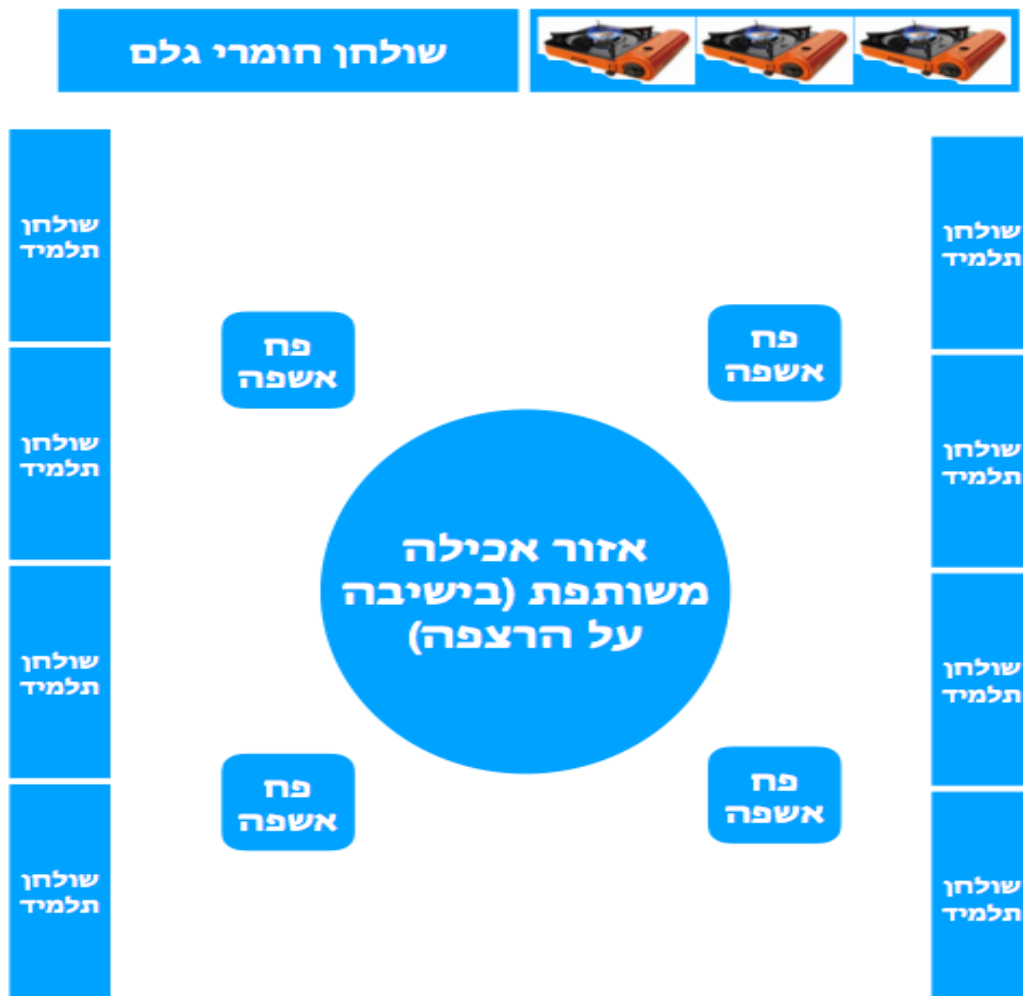 שולחן חומרי גלם
שולחן
תלמיד
שולחן
תלמיד
פח
אשפה
פח
אשפה
שולחן
תלמיד
שולחן
תלמיד
אזור אכילה
משותפת (בישיבה
על הרצפה)
שולחן
תלמיד
שולחן
תלמיד
פח
אשפה
פח
אשפה
שולחן
תלמיד
שולחן
תלמיד